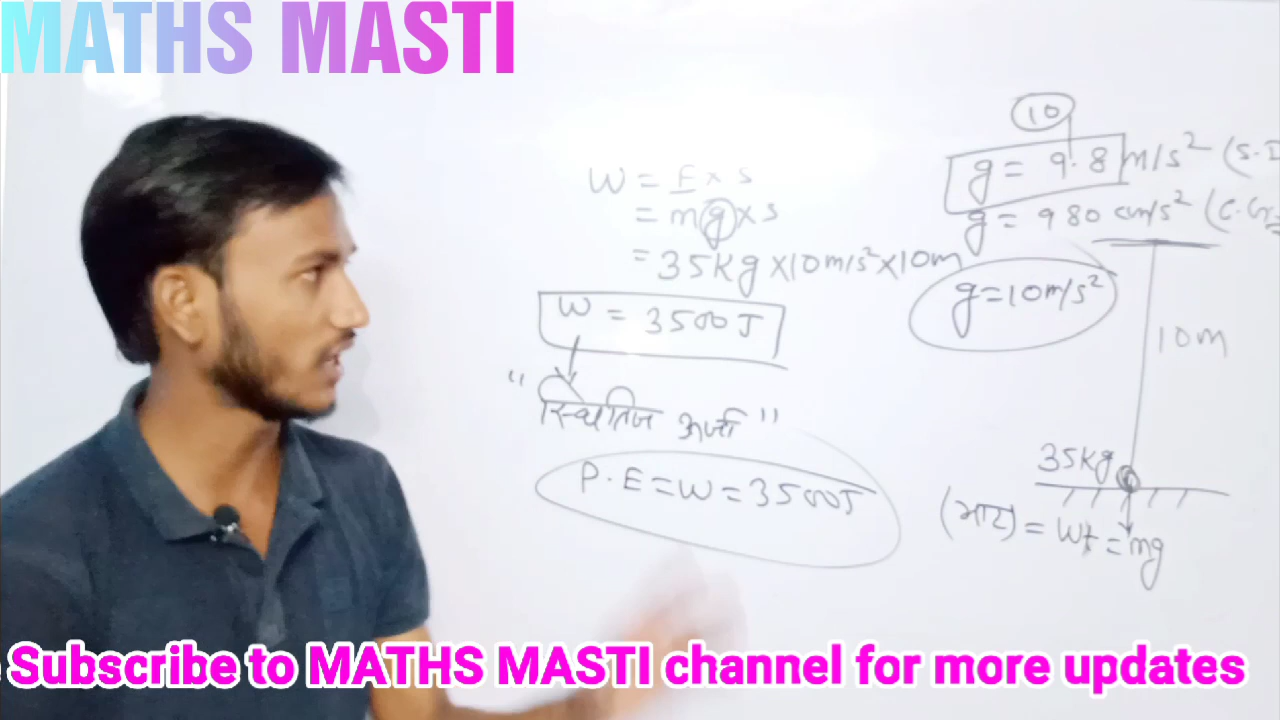 MATHS MASTI
W = F x s
= mg x s
= 35Kg x 10m/s² x 10m
W = 3500J
"स्थितिज ऊर्जा"
P.E = W = 3500J
10
g = 9.8 m/s² (S.I
g = 980 cm/s² (C.G
g = 10m/s²
10m
35Kg
(भार) = Wt = mg
Subscribe to MATHS MASTI channel for more updates